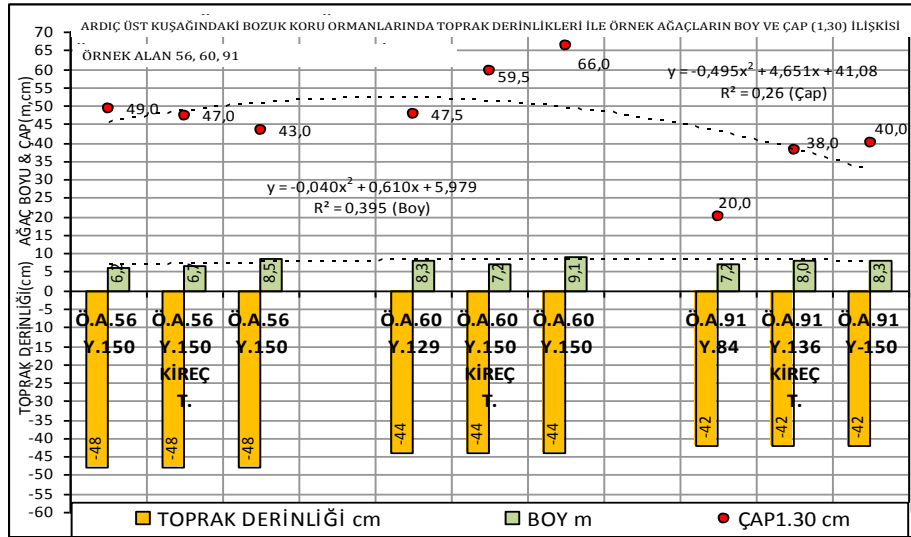 ARDIÇ ÜST KUŞAĞINDAKİ BOZUK KORU ORMANLARINDA TOPRAK DERİNLİKLERİ İLE ÖRNEK AĞAÇLARIN BOY VE ÇAP (1,30) İLİŞKİSİ
ÖRNEK ALAN 56, 60, 91
TOPRAK DERİNLİĞİ(cm) AĞAÇ BOYU & ÇAP(m,cm)
70
65
60
55
50
45
40
35
30
25
20
15
10
5
0
-5
-10
-15
-20
-25
-30
-35
-40
-45
-50
-55
-60
49,0
47,0
43,0
47,5
59,5
66,0
20,0
38,0
40,0
y = -0,495x² + 4,651x + 41,08
R² = 0,26 (Çap)
y = -0,040x² + 0,610x + 5,979
R² = 0,395 (Boy)
6,7
8,5
8,3
7,2
9,1
7,2
8,0
8,3
Ö.A.56 Y.150
Ö.A.56 Y.150 KİREÇ T.
Ö.A.56 Y.150
Ö.A.60 Y.129
Ö.A.60 Y.150 KİREÇ T.
Ö.A.60 Y.150
Ö.A.91 Y.84
Ö.A.91 Y.136 KİREÇ T.
Ö.A.91 Y-150
-48
-48
-48
-44
-44
-44
-42
-42
-42
TOPRAK DERİNLİĞİ cm
BOY m
ÇAP1.30 cm